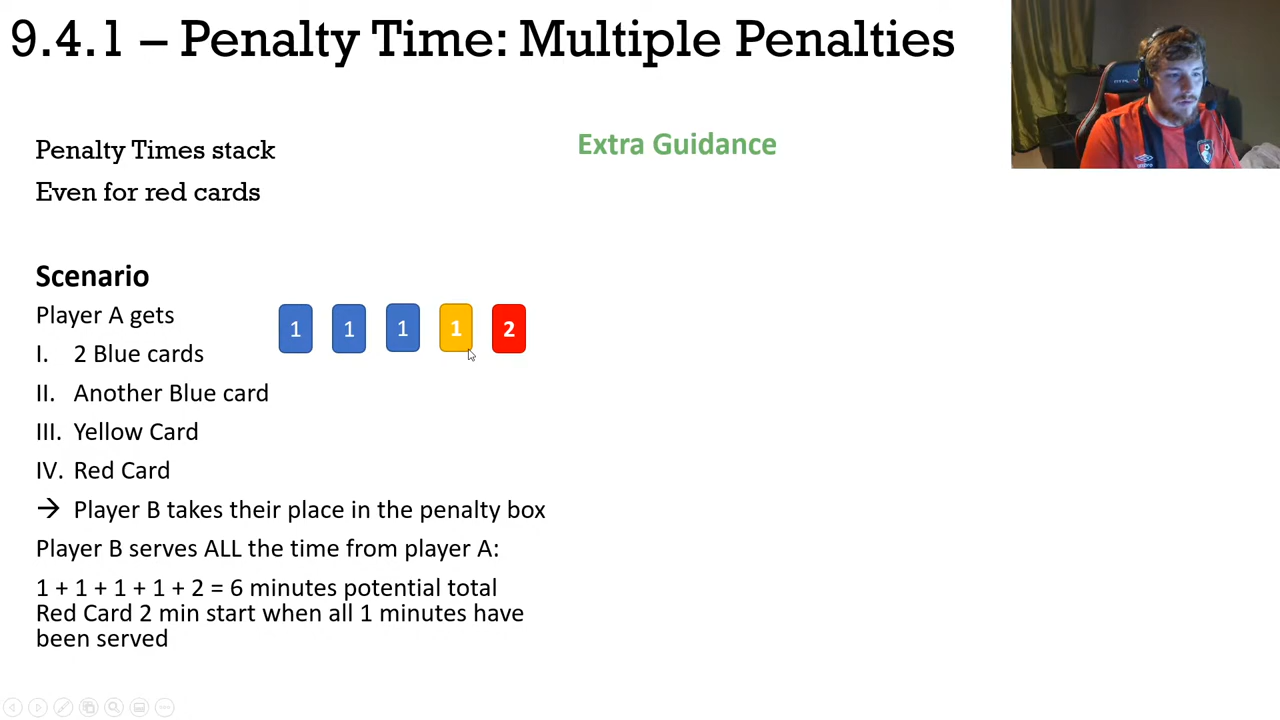 9.4.1 – Penalty Time: Multiple Penalties
Penalty Times stack
Even for red cards
Extra Guidance
Scenario
Player A gets
1 1 1 1 2
I. 2 Blue cards
II. Another Blue card
III. Yellow Card
IV. Red Card
→ Player B takes their place in the penalty box
Player B serves ALL the time from player A:
1 + 1 + 1 + 1 + 2 = 6 minutes potential total
Red Card 2 min start when all 1 minutes have
been served